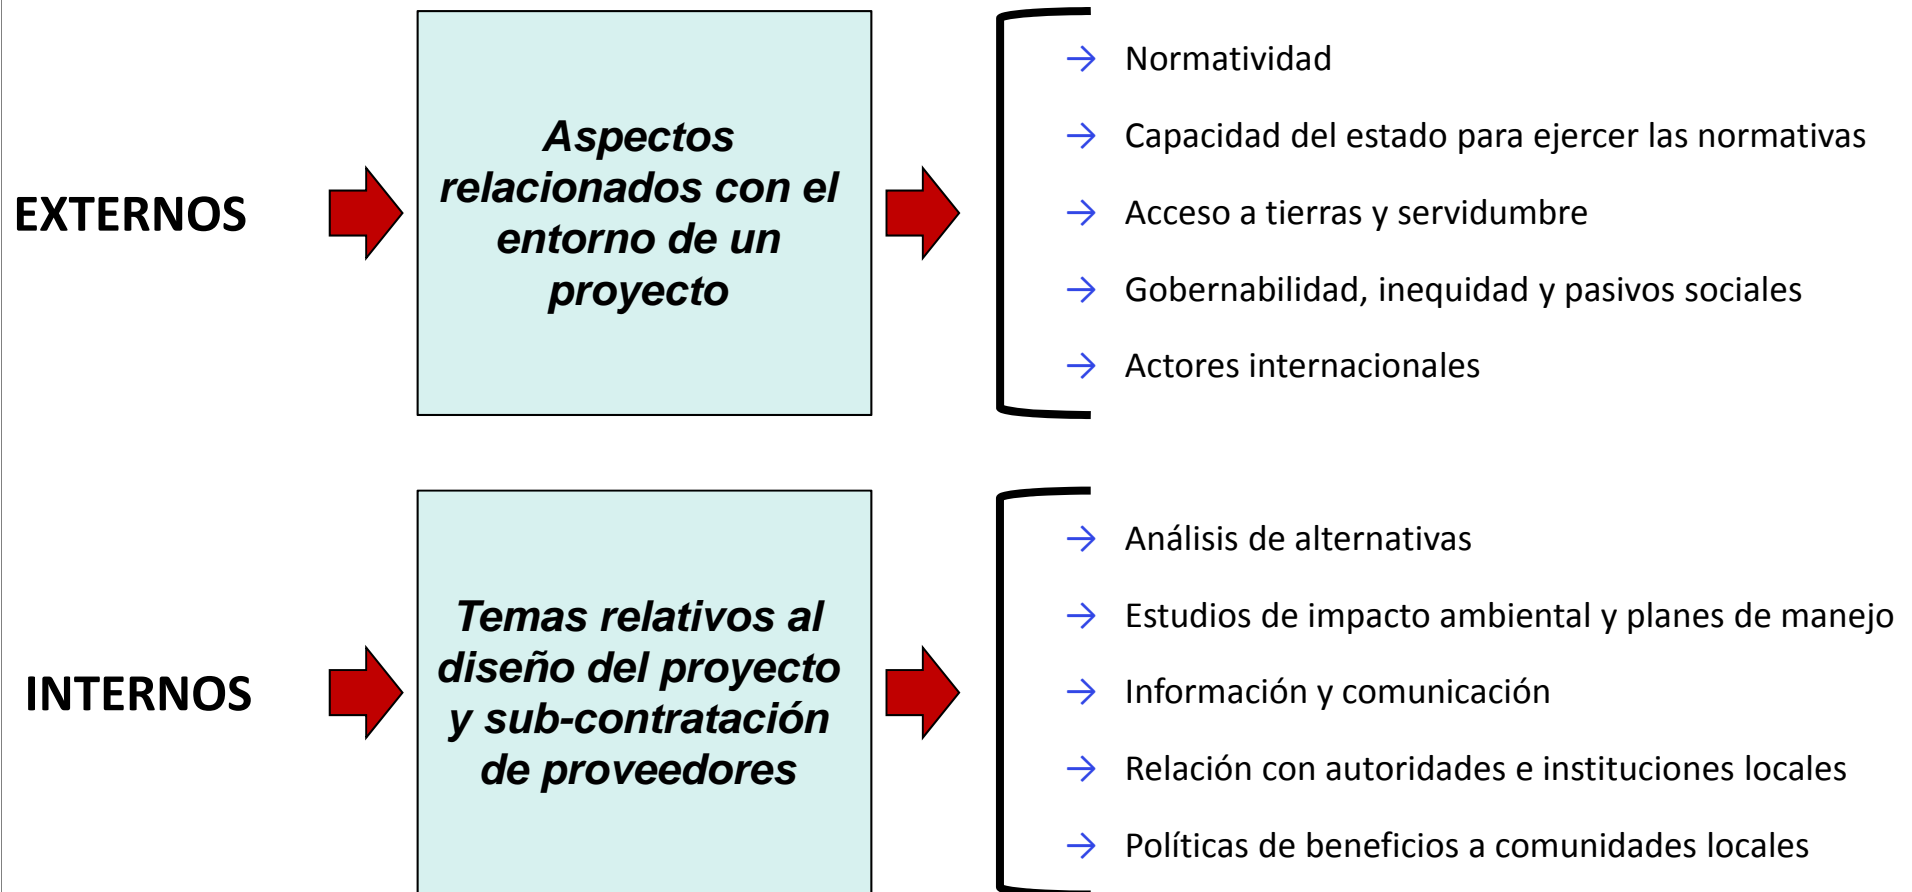 EXTERNOS
Aspectos
relacionados con el
entorno de un
proyecto
→ Normatividad
→ Capacidad del estado para ejercer las normativas
→ Acceso a tierras y servidumbre
→ Gobernabilidad, inequidad y pasivos sociales
→ Actores internacionales
INTERNOS
Temas relativos al
diseño del proyecto
y sub-contratación
de proveedores
→ Análisis de alternativas
→ Estudios de impacto ambiental y planes de manejo
→ Información y comunicación
→ Relación con autoridades e instituciones locales
→ Políticas de beneficios a comunidades locales